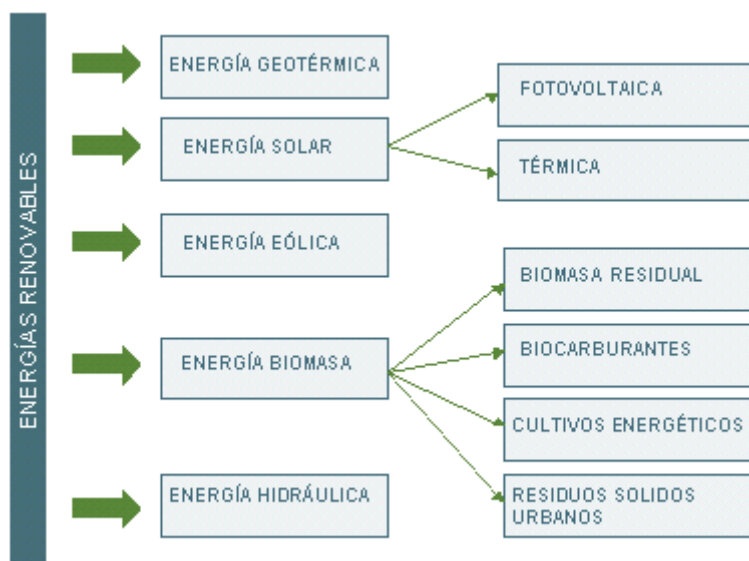 ENERGÍAS RENOVABLES
ENERGÍA GEOTÉRMICA
ENERGÍA SOLAR
FOTOVOLTAICA
TÉRMICA
ENERGÍA EÓLICA
ENERGÍA BIOMASA
BIOMASA RESIDUAL
BIOCARBURANTES
CULTIVOS ENERGÉTICOS
RESIDUOS SOLIDOS
URBANOS
ENERGÍA HIDRÁULICA